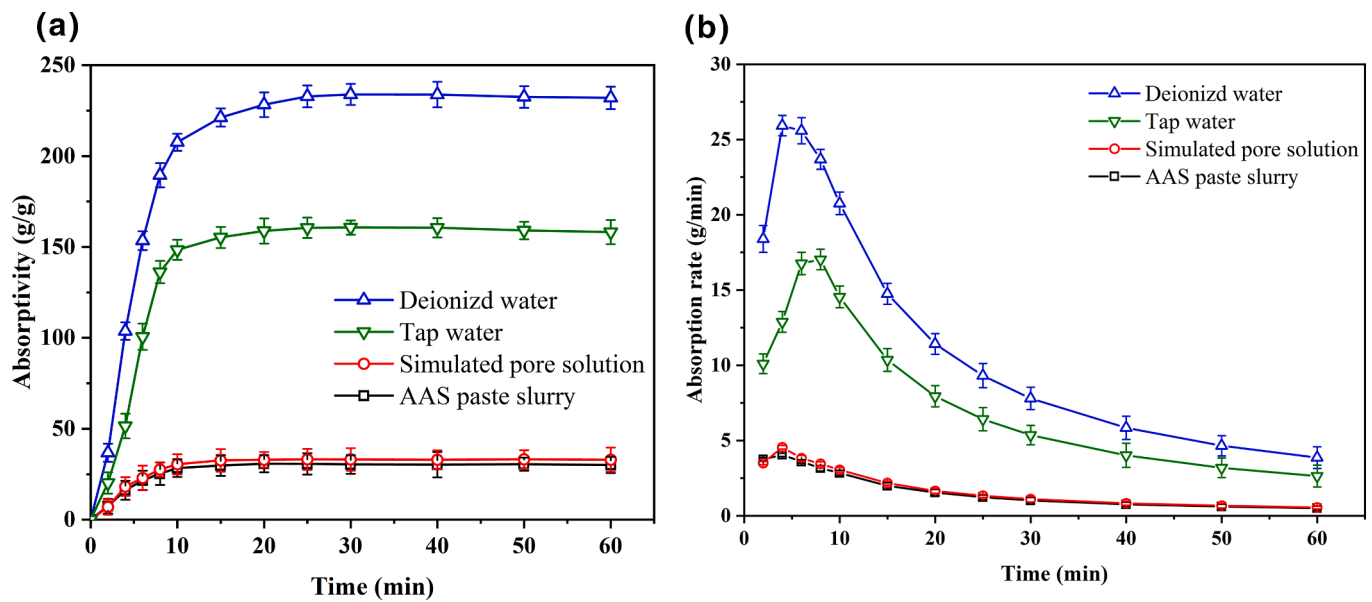 (a)
Absorptivity (g/g)
250
200
150
100
50
0
Deionizd water
Tap water
Simulated pore solution
AAS paste slurry
0 10 20 30 40 50 60
Time (min)
(b)
Absorption rate (g/min)
30
25
20
15
10
5
0
Deionizd water
Tap water
Simulated pore solution
AAS paste slurry
0 10 20 30 40 50 60
Time (min)